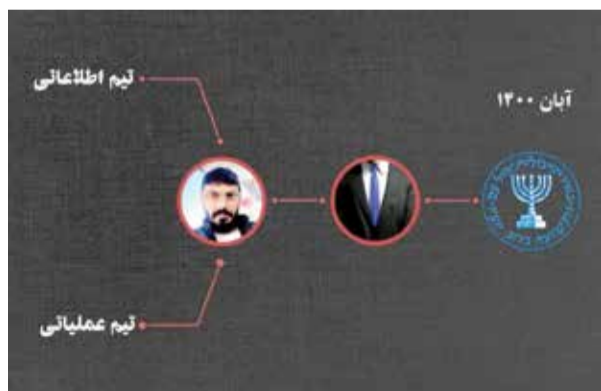 آبان ۱۴۰۰
تیم اطلاعاتی
تیم عملیاتی